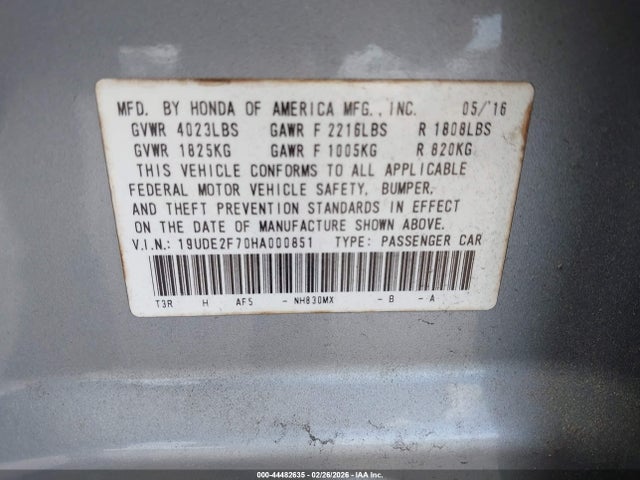 MFD. BY HONDA OF AMERICA MFG., INC. 05/'16
GVWR 4023LBS GAWR F 2216LBS R 1808LBS
GVWR 1825KG GAWR F 1005KG R 820KG
THIS VEHICLE CONFORMS TO ALL APPLICABLE
FEDERAL MOTOR VEHICLE SAFETY, BUMPER,
AND THEFT PREVENTION STANDARDS IN EFFECT
ON THE DATE OF MANUFACTURE SHOWN ABOVE.
V.I.N.: 19UDE2F70HA000851 TYPE: PASSENGER CAR
T3R H AF5 - NH830MX - B - A
000-44482635 - 02/26/2026 - IAA Inc.